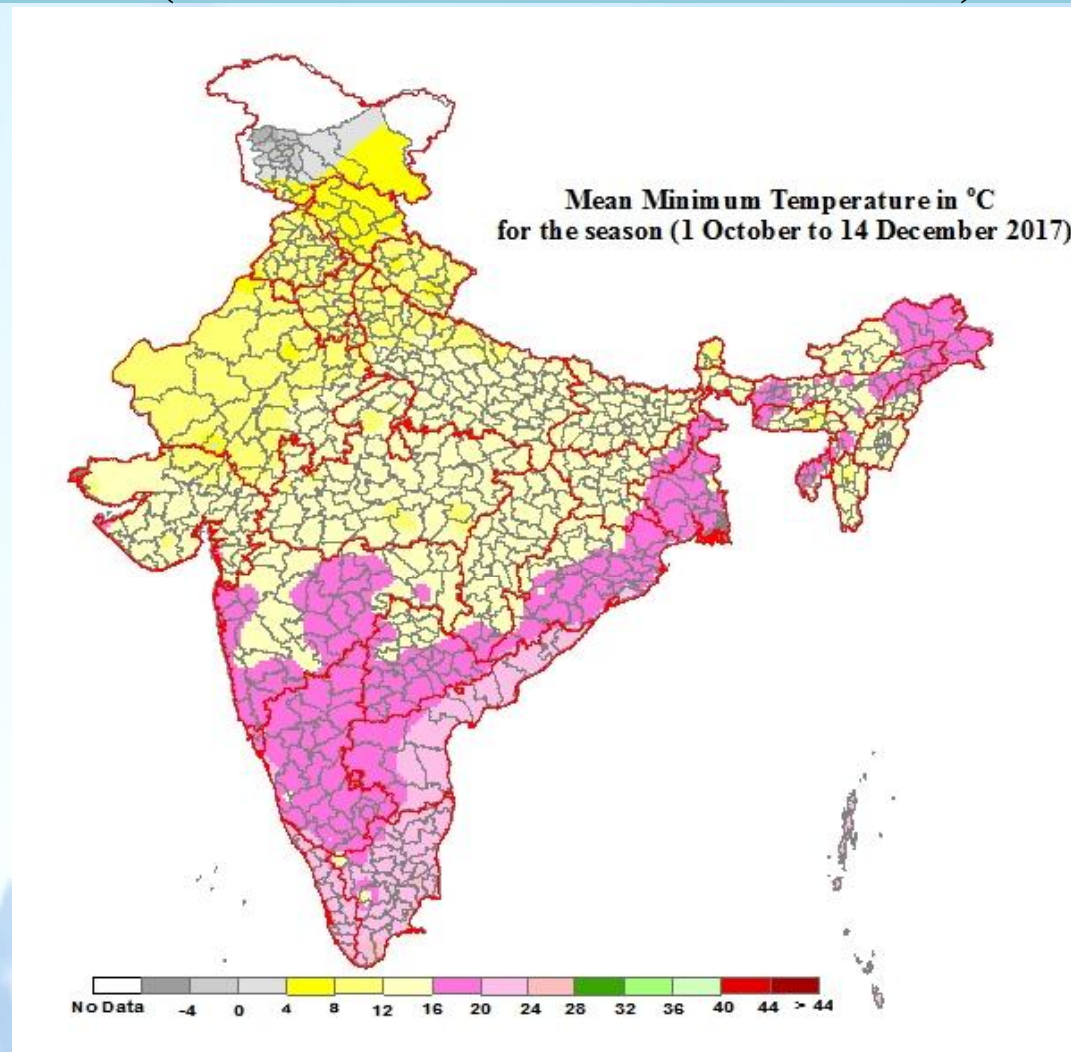 Mean Minimum Temperature in °C
for the season (1 October to 14 December 2017)
No Data -4 0 4 8 12 16 20 24 28 32 36 40 44 > 44